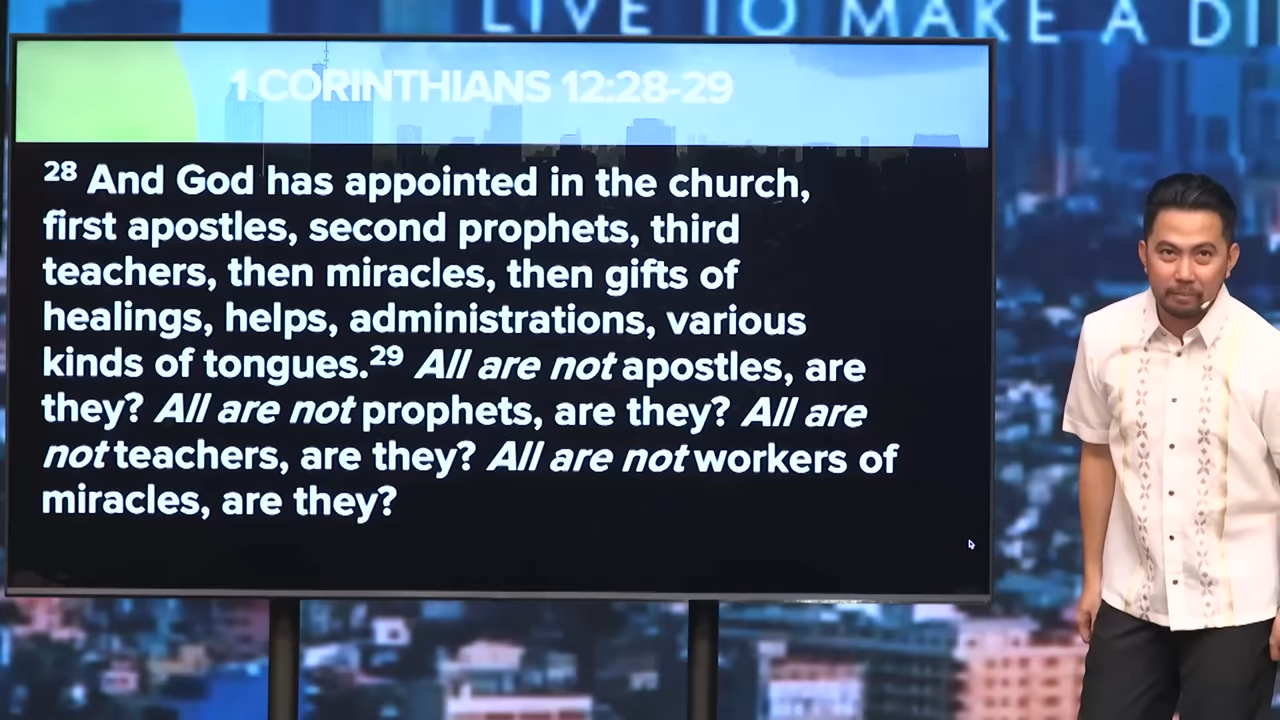 LIVE TO MAKE A DI
1 CORINTHIANS 12:28-29
28 And God has appointed in the church,
first apostles, second prophets, third
teachers, then miracles, then gifts of
healings, helps, administrations, various
kinds of tongues.29 All are not apostles, are
they? All are not prophets, are they? All are
not teachers, are they? All are not workers of
miracles, are they?